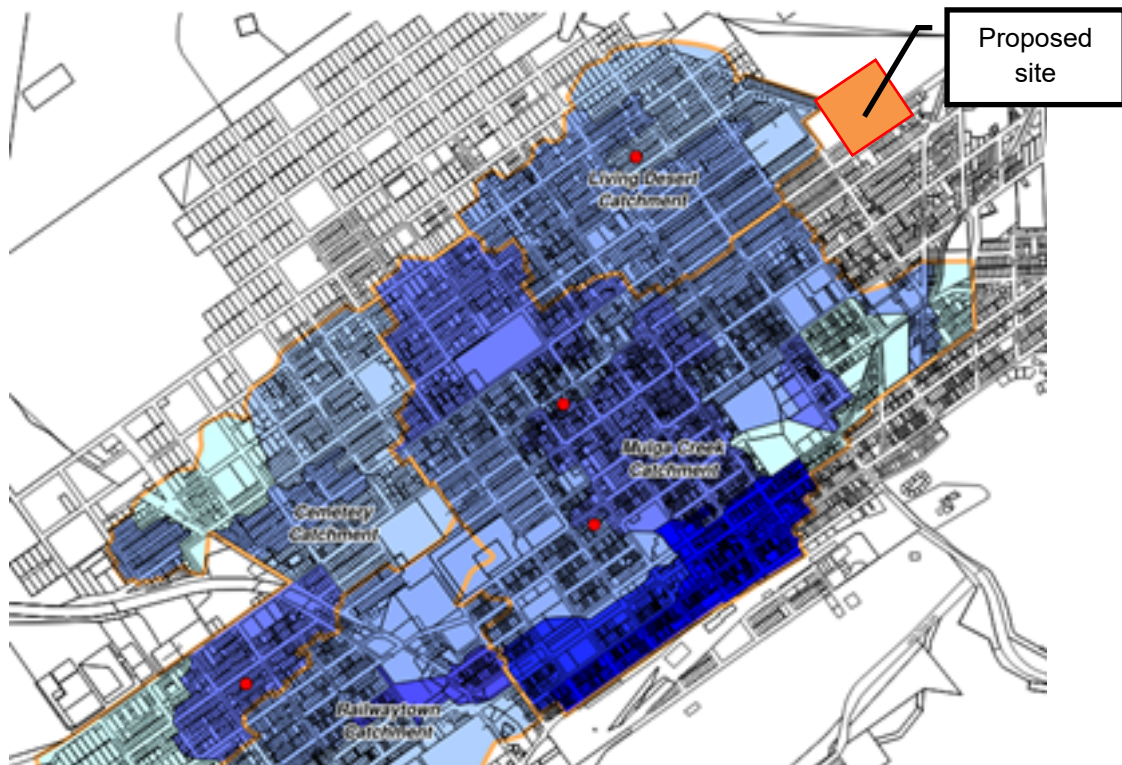 Proposed
site
Living Desert
Catchment
Mulga Creek
Catchment
Cemetery
Catchment
Railwaytown
Catchment